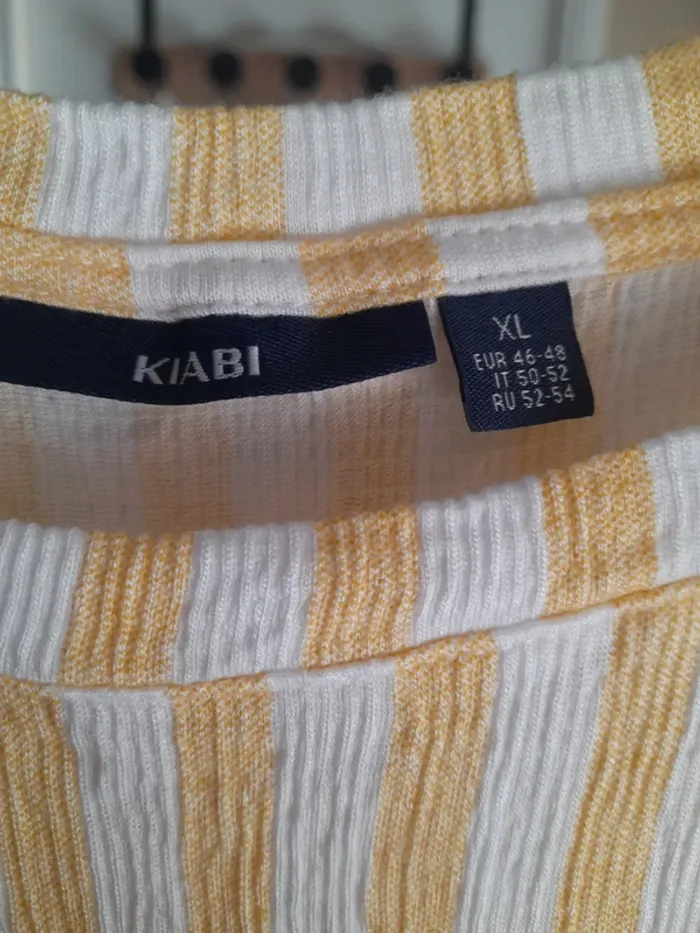 KIABI
XL
EUR 46-48
IT 50-52
RU 52-54